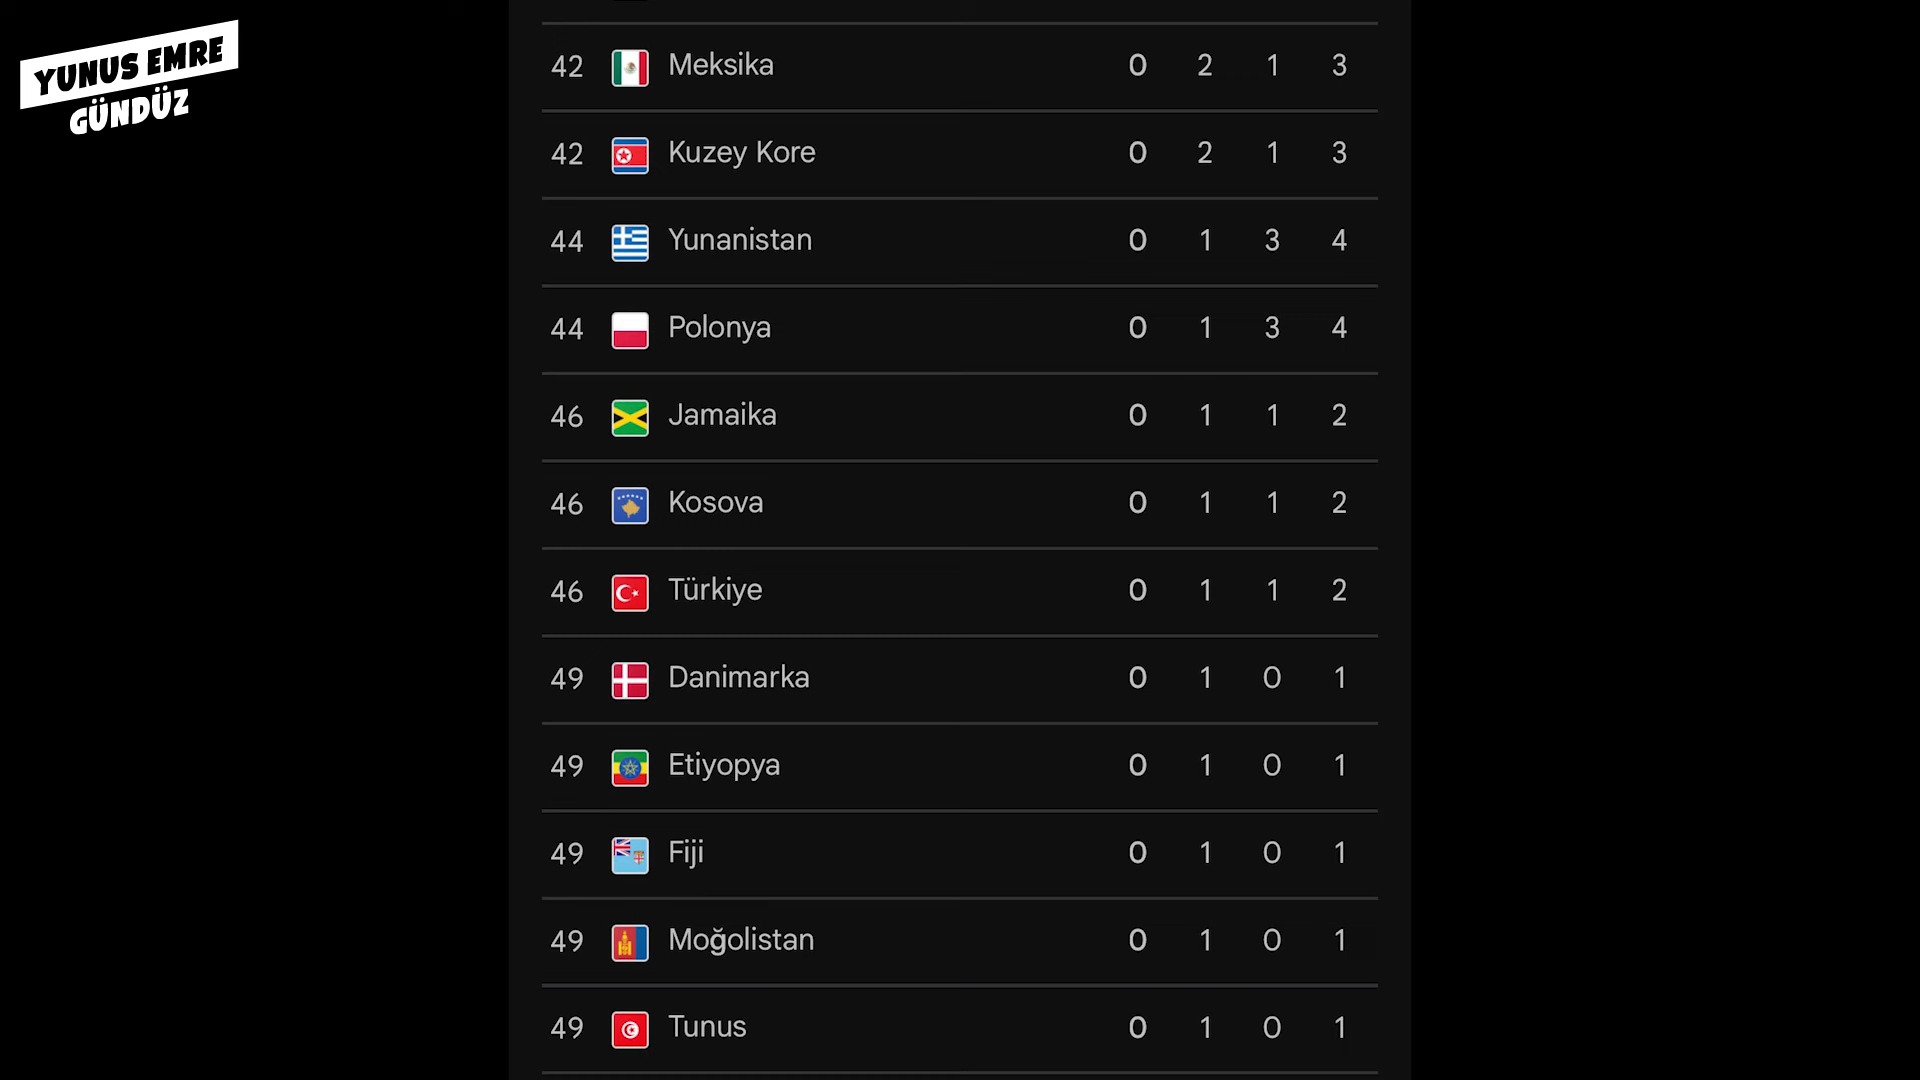 YUNUS EMRE
GÜNDÜZ
42 Meksika 0 2 1 3
42 Kuzey Kore 0 2 1 3
44 Yunanistan 0 1 3 4
44 Polonya 0 1 3 4
46 Jamaika 0 1 1 2
46 Kosova 0 1 1 2
46 Türkiye 0 1 1 2
49 Danimarka 0 1 0 1
49 Etiyopya 0 1 0 1
49 Fiji 0 1 0 1
49 Moğolistan 0 1 0 1
49 Tunus 0 1 0 1